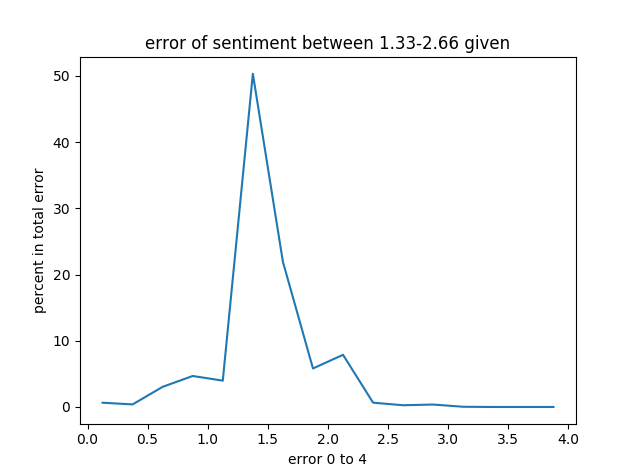 error of sentiment between 1.33-2.66 given
percent in total error
50
40
30
20
10
0
0.0 0.5 1.0 1.5 2.0 2.5 3.0 3.5 4.0
error 0 to 4